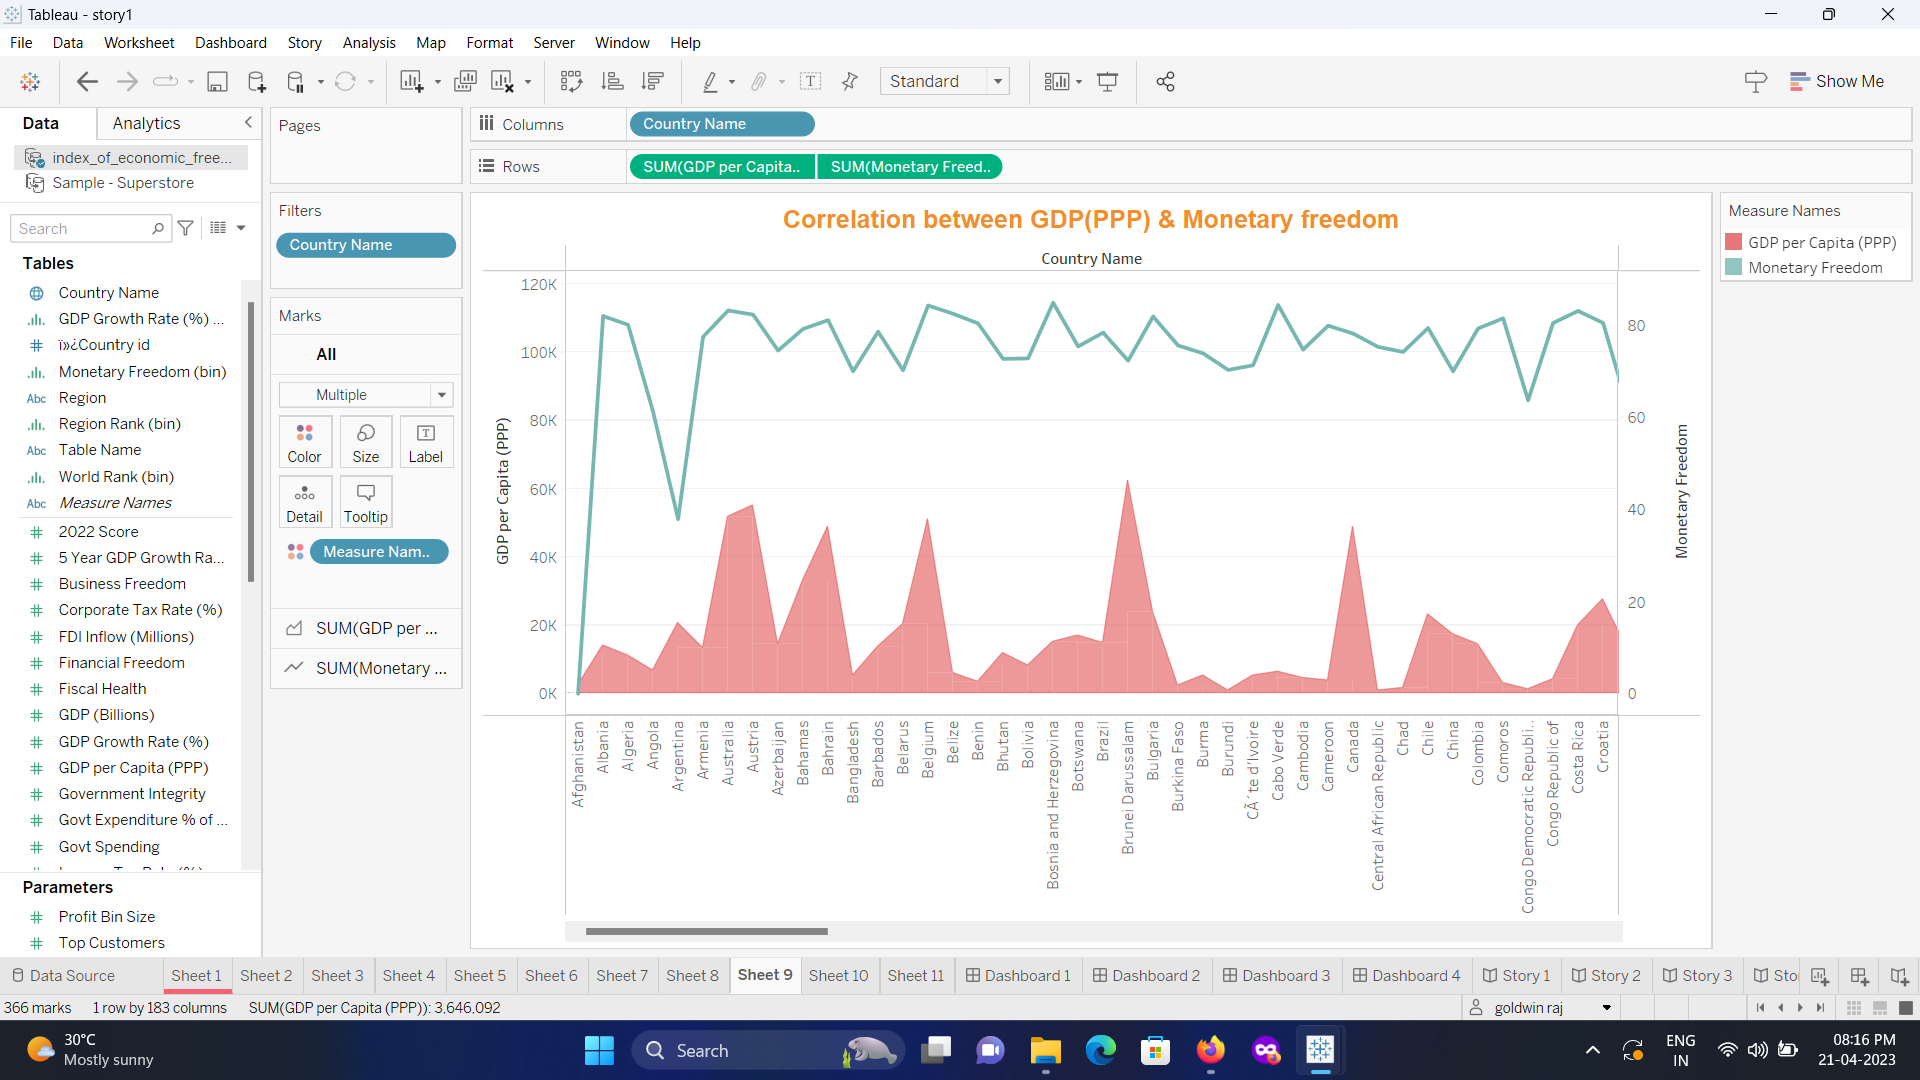 Tableau - story1
File Data Worksheet Dashboard Story Analysis Map Format Server Window Help
Standard
Show Me
Data Analytics
index_of_economic_free...
Sample - Superstore
Search
Tables
Country Name
GDP Growth Rate (%) ...
ï»¿Country id
Monetary Freedom (bin)
Abc Region
Region Rank (bin)
Abc Table Name
World Rank (bin)
Abc Measure Names
2022 Score
5 Year GDP Growth Ra...
Business Freedom
Corporate Tax Rate (%)
FDI Inflow (Millions)
Financial Freedom
Fiscal Health
GDP (Billions)
GDP Growth Rate (%)
GDP per Capita (PPP)
Government Integrity
Govt Expenditure % of ...
Govt Spending
Parameters
Profit Bin Size
Top Customers
Pages
Filters
Country Name
Marks
All
Multiple
Color Size Label
Detail Tooltip
Measure Nam..
SUM(GDP per ...
SUM(Monetary ...
Columns Country Name
Rows SUM(GDP per Capita.. SUM(Monetary Freed..
Correlation between GDP(PPP) & Monetary freedom
Country Name
GDP per Capita (PPP)
120K
100K
80K
60K
40K
20K
0K
80
60
40
20
0
Monetary Freedom
Afghanistan
Albania
Algeria
Angola
Argentina
Armenia
Australia
Austria
Azerbaijan
Bahamas
Bahrain
Bangladesh
Barbados
Belarus
Belgium
Belize
Benin
Bhutan
Bolivia
Bosnia and Herzegovina
Botswana
Brazil
Brunei Darussalam
Bulgaria
Burkina Faso
Burma
Burundi
CÃ´te d'Ivoire
Cabo Verde
Cambodia
Cameroon
Canada
Central African Republic
Chad
Chile
China
Colombia
Comoros
Congo Democratic Republi..
Congo Republic of
Costa Rica
Croatia
Measure Names
GDP per Capita (PPP)
Monetary Freedom
Data Source Sheet 1 Sheet 2 Sheet 3 Sheet 4 Sheet 5 Sheet 6 Sheet 7 Sheet 8 Sheet 9 Sheet 10 Sheet 11 Dashboard 1 Dashboard 2 Dashboard 3 Dashboard 4 Story 1 Story 2 Story 3 Sto
366 marks 1 row by 183 columns SUM(GDP per Capita (PPP)): 3,646,092
goldwin raj
30°C
Mostly sunny
Search
ENG
IN
08:16 PM
21-04-2023